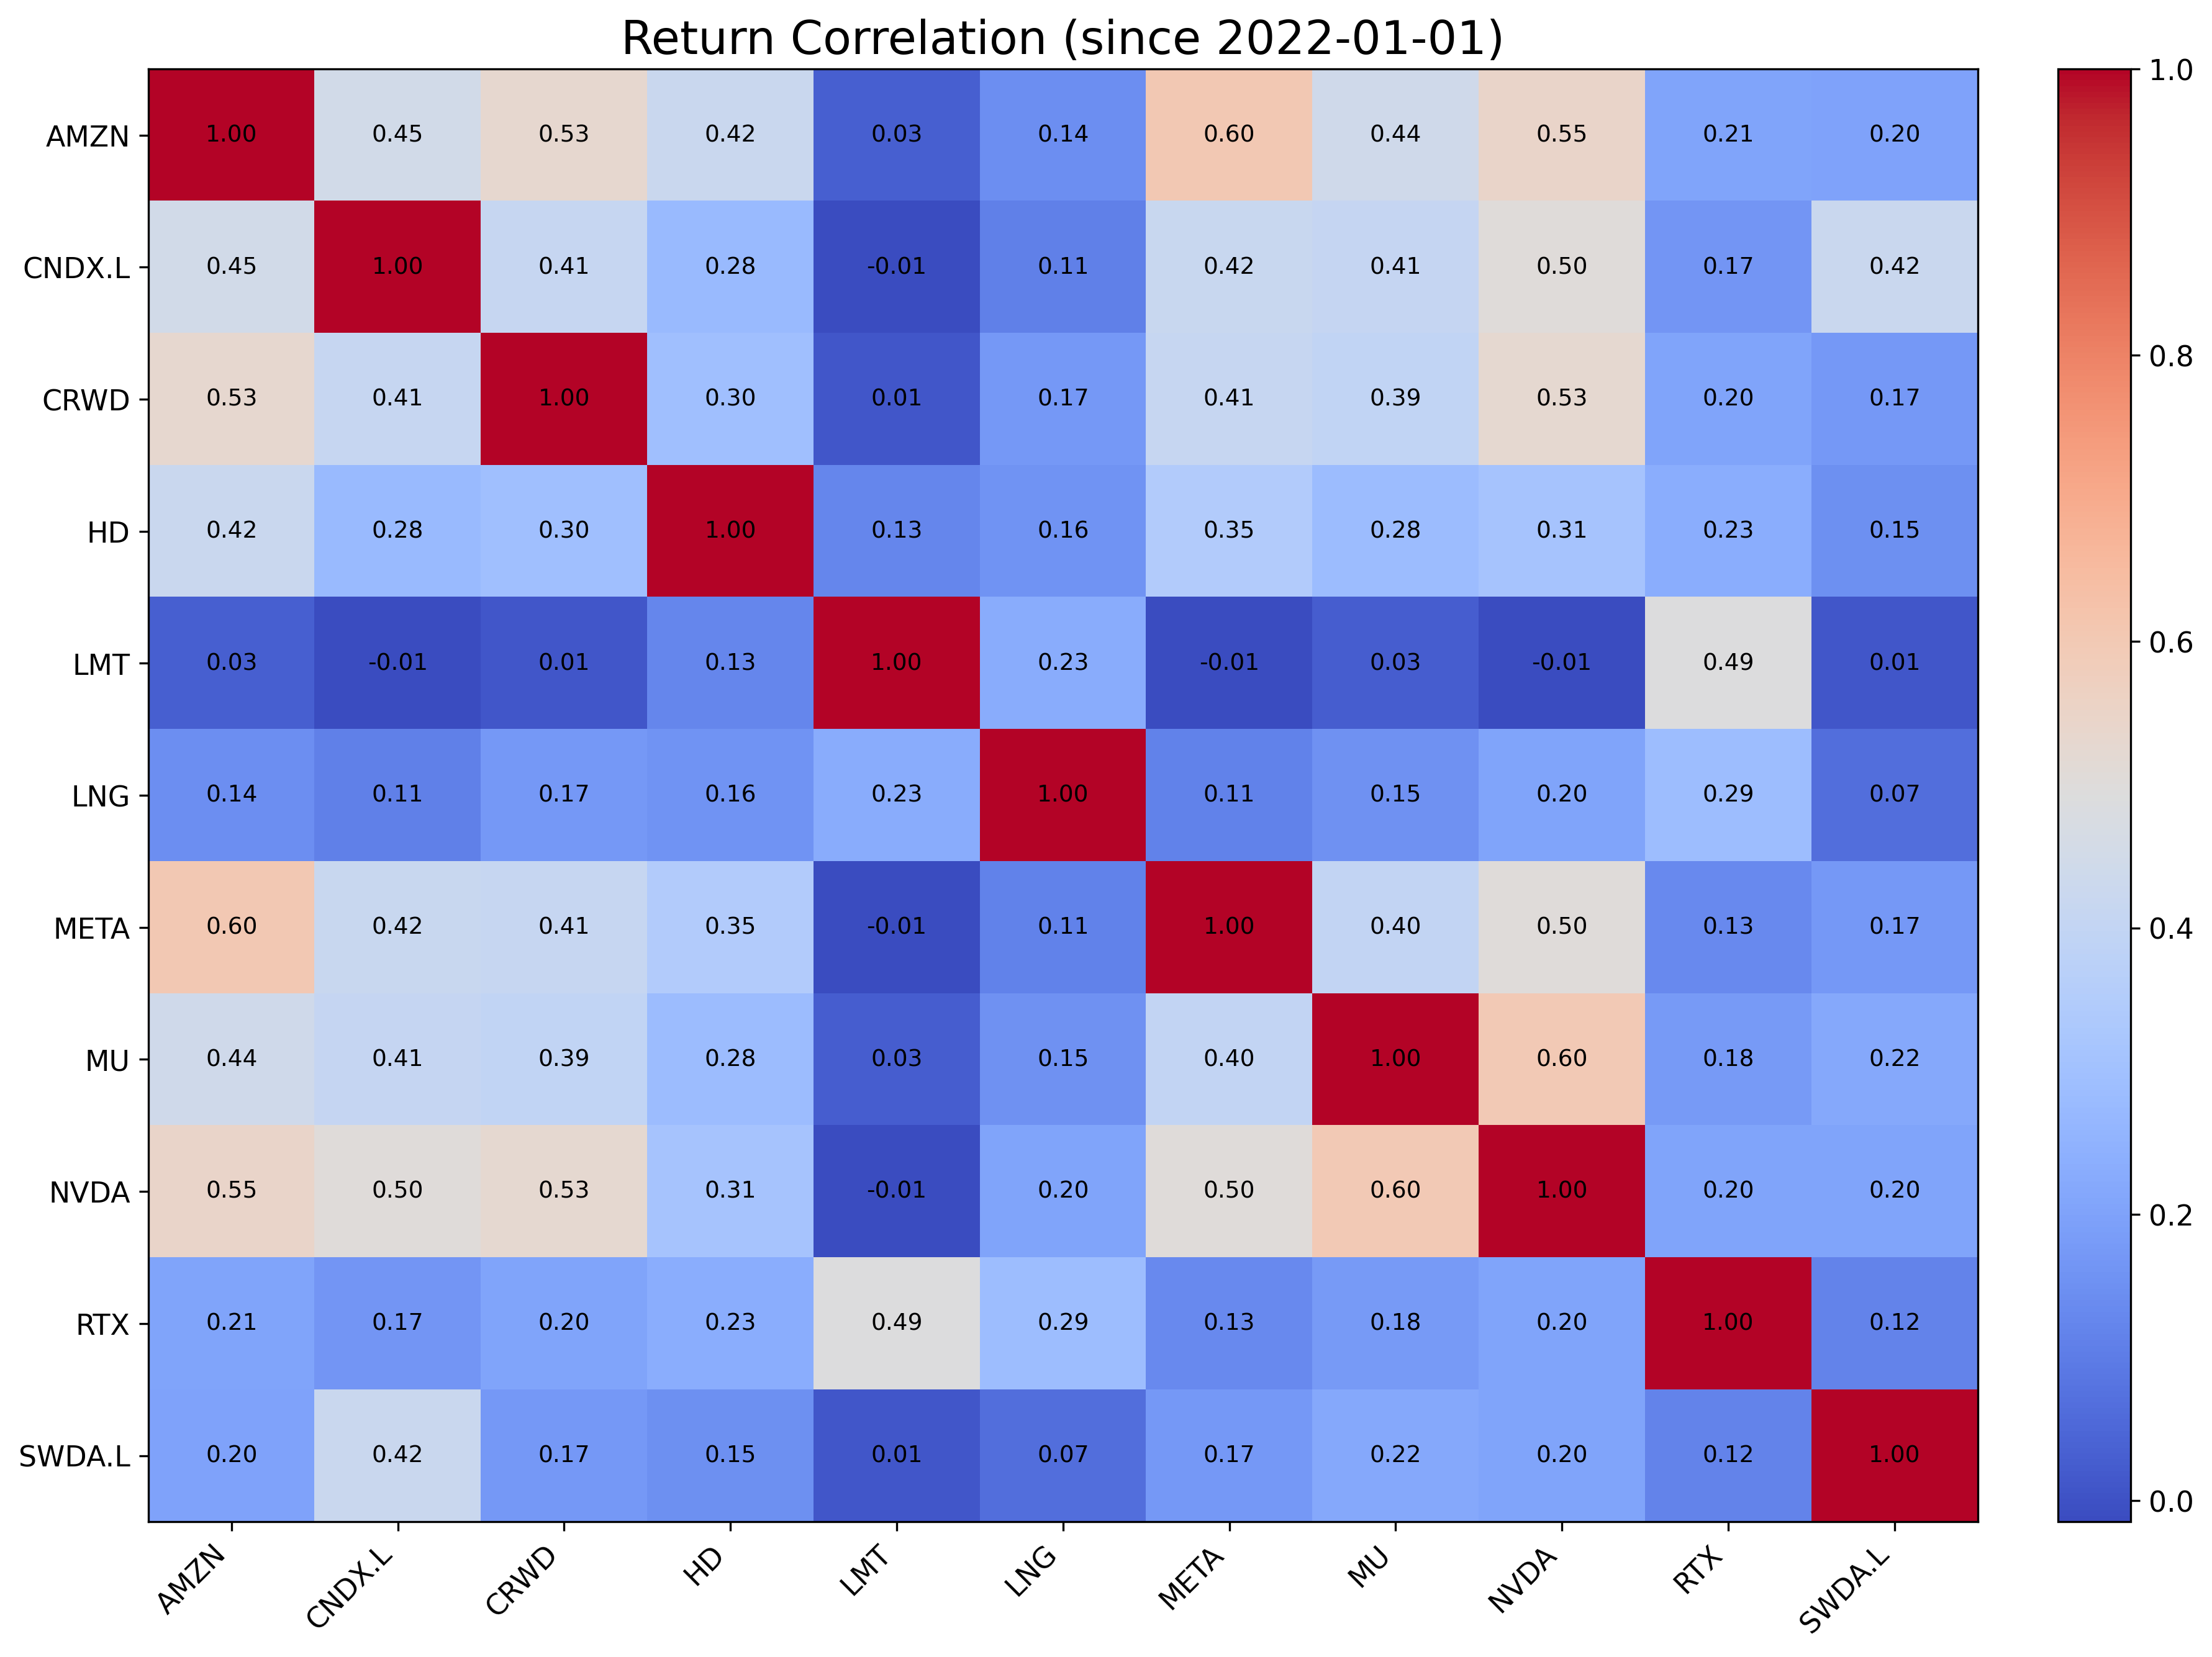 Return Correlation (since 2022-01-01)
AMZN 1.00 0.45 0.53 0.42 0.03 0.14 0.60 0.44 0.55 0.21 0.20
CNDX.L 0.45 1.00 0.41 0.28 -0.01 0.11 0.42 0.41 0.50 0.17 0.42
CRWD 0.53 0.41 1.00 0.30 0.01 0.17 0.41 0.39 0.53 0.20 0.17
HD 0.42 0.28 0.30 1.00 0.13 0.16 0.35 0.28 0.31 0.23 0.15
LMT 0.03 -0.01 0.01 0.13 1.00 0.23 -0.01 0.03 -0.01 0.49 0.01
LNG 0.14 0.11 0.17 0.16 0.23 1.00 0.11 0.15 0.20 0.29 0.07
META 0.60 0.42 0.41 0.35 -0.01 0.11 1.00 0.40 0.50 0.13 0.17
MU 0.44 0.41 0.39 0.28 0.03 0.15 0.40 1.00 0.60 0.18 0.22
NVDA 0.55 0.50 0.53 0.31 -0.01 0.20 0.50 0.60 1.00 0.20 0.20
RTX 0.21 0.17 0.20 0.23 0.49 0.29 0.13 0.18 0.20 1.00 0.12
SWDA.L 0.20 0.42 0.17 0.15 0.01 0.07 0.17 0.22 0.20 0.12 1.00
AMZN CNDX.L CRWD HD LMT LNG META MU NVDA RTX SWDA.L
1.0
0.8
0.6
0.4
0.2
0.0